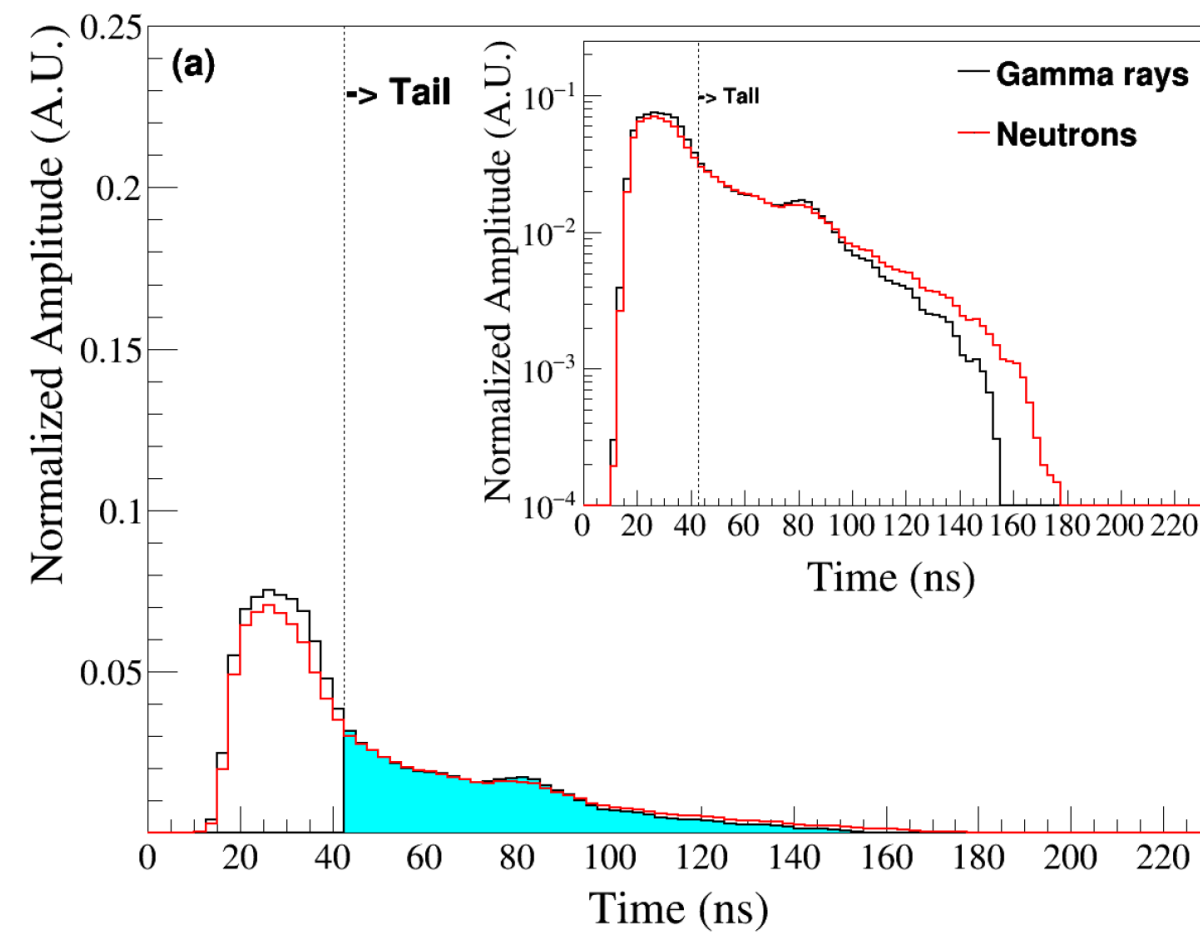 (a)
-> Tail
Normalized Amplitude (A.U.)
0.25
0.2
0.15
0.1
0.05
0 20 40 60 80 100 120 140 160 180 200 220
Time (ns)
-> Tail
Gamma rays
Neutrons
Normalized Amplitude (A.U.)
10⁻¹
10⁻²
10⁻³
10⁻⁴
0 20 40 60 80 100 120 140 160 180 200 220
Time (ns)